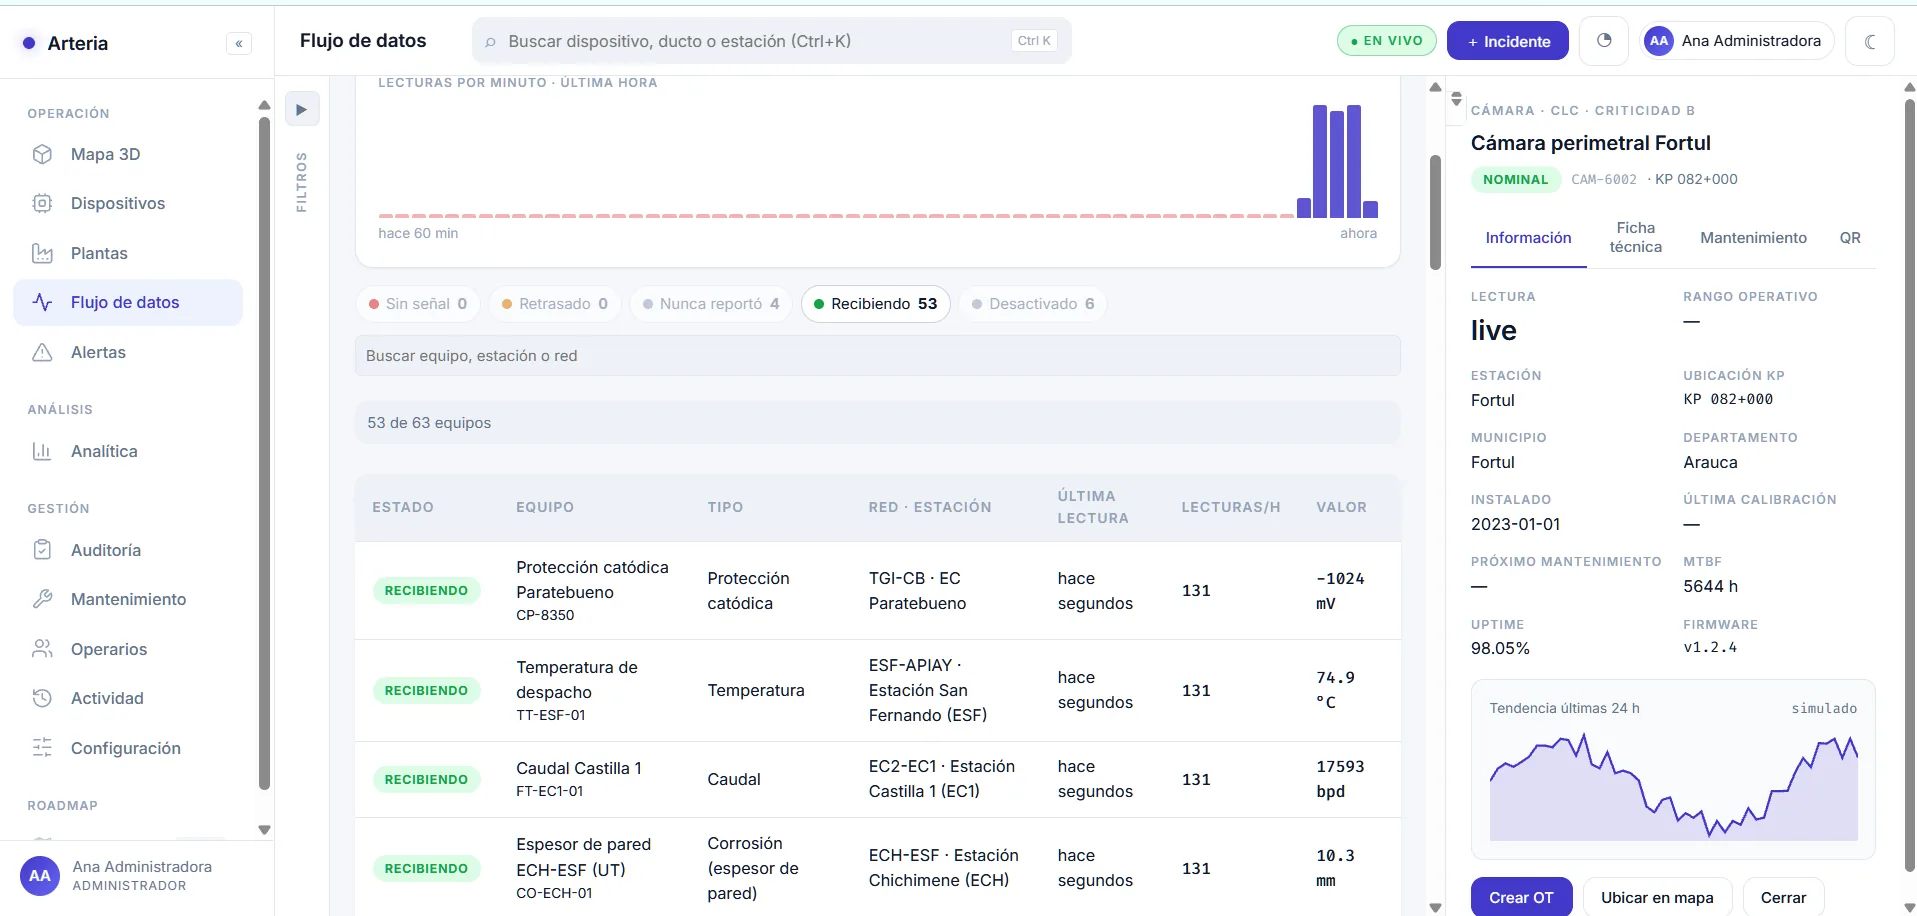 Arteria
«
Flujo de datos
Buscar dispositivo, ducto o estación (Ctrl+K)
Ctrl K
EN VIVO
+ Incidente
AA
Ana Administradora
OPERACIÓN
Mapa 3D
Dispositivos
Plantas
Flujo de datos
Alertas
ANÁLISIS
Analítica
GESTIÓN
Auditoría
Mantenimiento
Operarios
Actividad
Configuración
ROADMAP
AA
Ana Administradora
ADMINISTRADOR
FILTROS
LECTURAS POR MINUTO · ÚLTIMA HORA
hace 60 min
ahora
Sin señal 0
Retrasado 0
Nunca reportó 4
Recibiendo 53
Desactivado 6
Buscar equipo, estación o red
53 de 63 equipos
ESTADO
EQUIPO
TIPO
RED · ESTACIÓN
ÚLTIMA
LECTURA
LECTURAS/H
VALOR
RECIBIENDO
Protección catódica
Paratebueno
CP-8350
Protección
catódica
TGI-CB · EC
Paratebueno
hace
segundos
131
-1024
mV
RECIBIENDO
Temperatura de
despacho
TT-ESF-01
Temperatura
ESF-APIAY ·
Estación San
Fernando (ESF)
hace
segundos
131
74.9
°C
RECIBIENDO
Caudal Castilla 1
FT-EC1-01
Caudal
EC2-EC1 · Estación
Castilla 1 (EC1)
hace
segundos
131
17593
bpd
RECIBIENDO
Espesor de pared
ECH-ESF (UT)
CO-ECH-01
Corrosión
(espesor de
pared)
ECH-ESF · Estación
Chichimene (ECH)
hace
segundos
131
10.3
mm
CÁMARA · CLC · CRITICIDAD B
Cámara perimetral Fortul
NOMINAL
CAM-6002
· KP 082+000
Información
Ficha
técnica
Mantenimiento
QR
LECTURA
live
RANGO OPERATIVO
—
ESTACIÓN
Fortul
UBICACIÓN KP
KP 082+000
MUNICIPIO
Fortul
DEPARTAMENTO
Arauca
INSTALADO
2023-01-01
ÚLTIMA CALIBRACIÓN
—
PRÓXIMO MANTENIMIENTO
—
MTBF
5644 h
UPTIME
98.05%
FIRMWARE
v1.2.4
Tendencia últimas 24 h
simulado
Crear OT
Ubicar en mapa
Cerrar